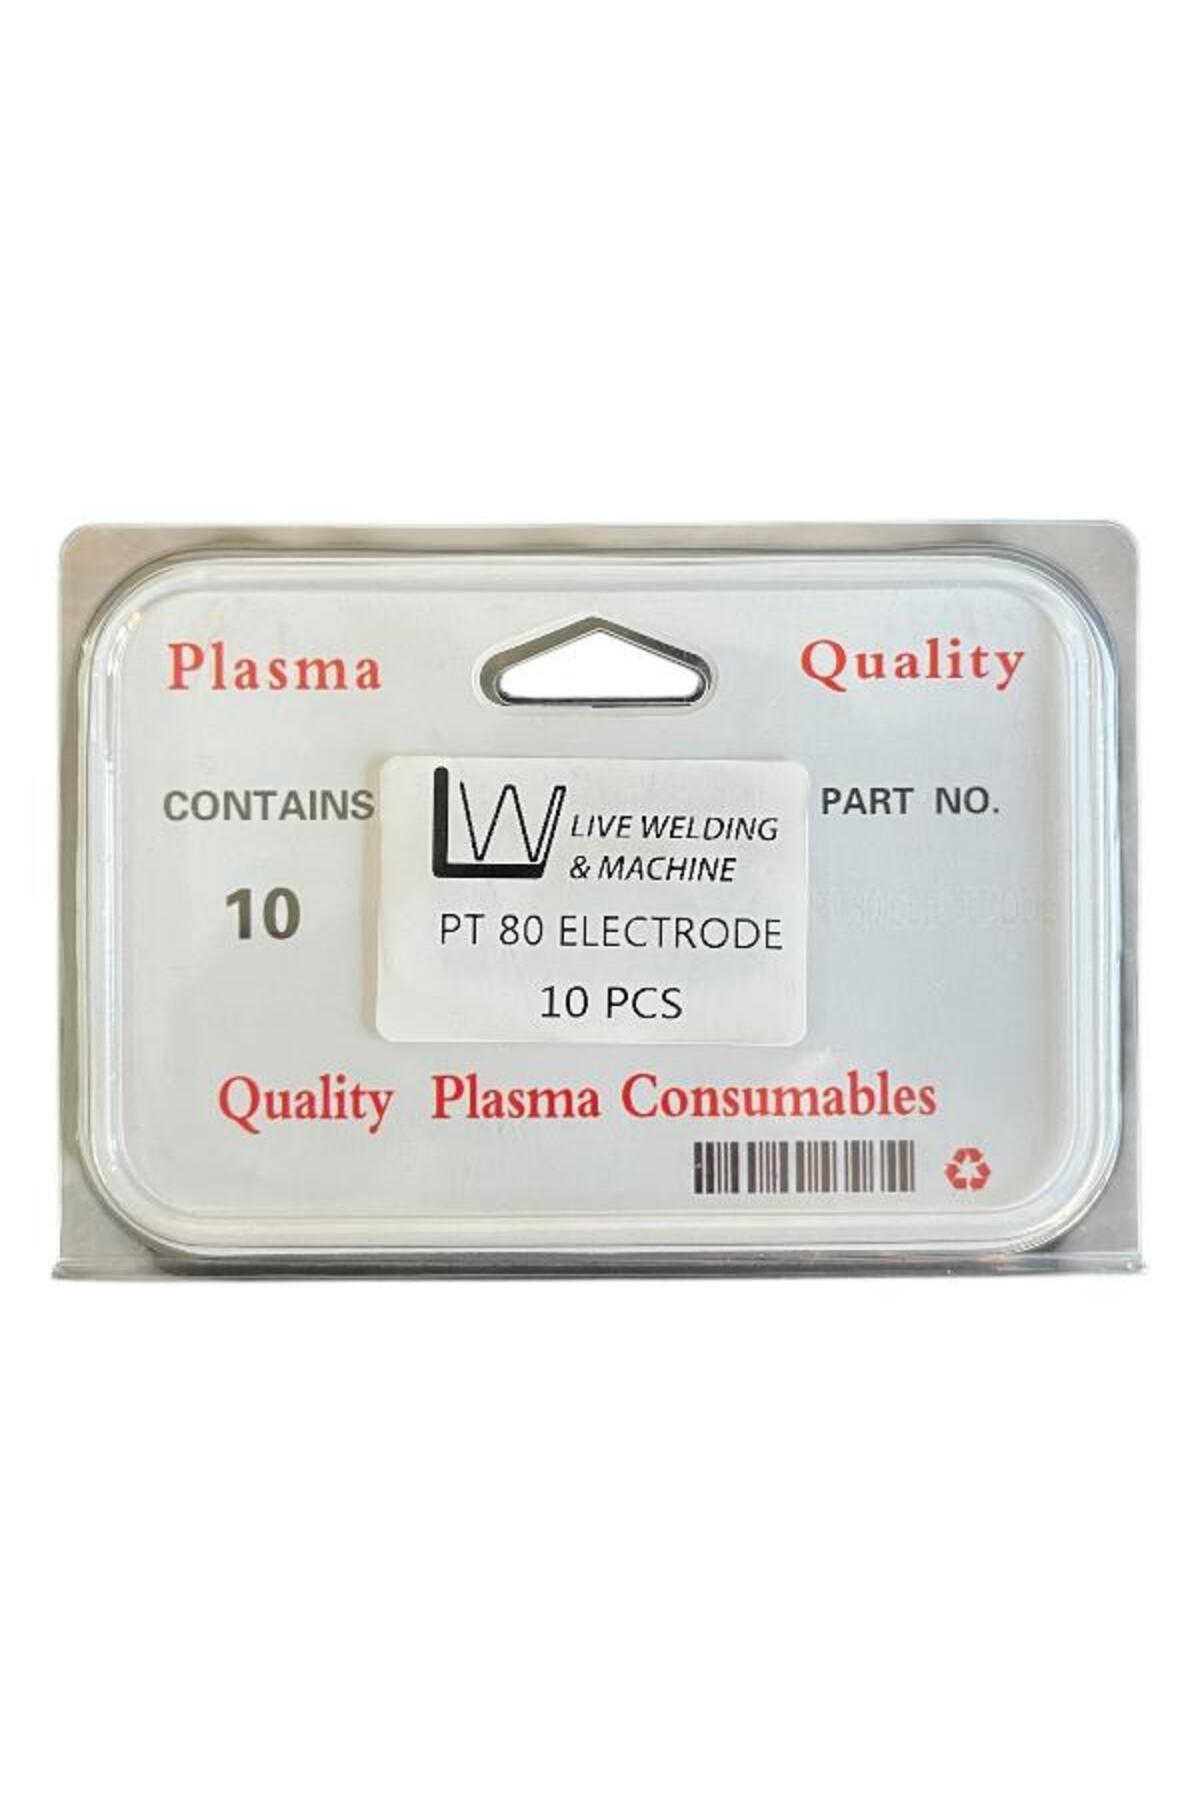 Plasma
Quality
CONTAINS
PART NO.
10
LW LIVE WELDING
& MACHINE
PT 80 ELECTRODE
10 PCS
Quality Plasma Consumables